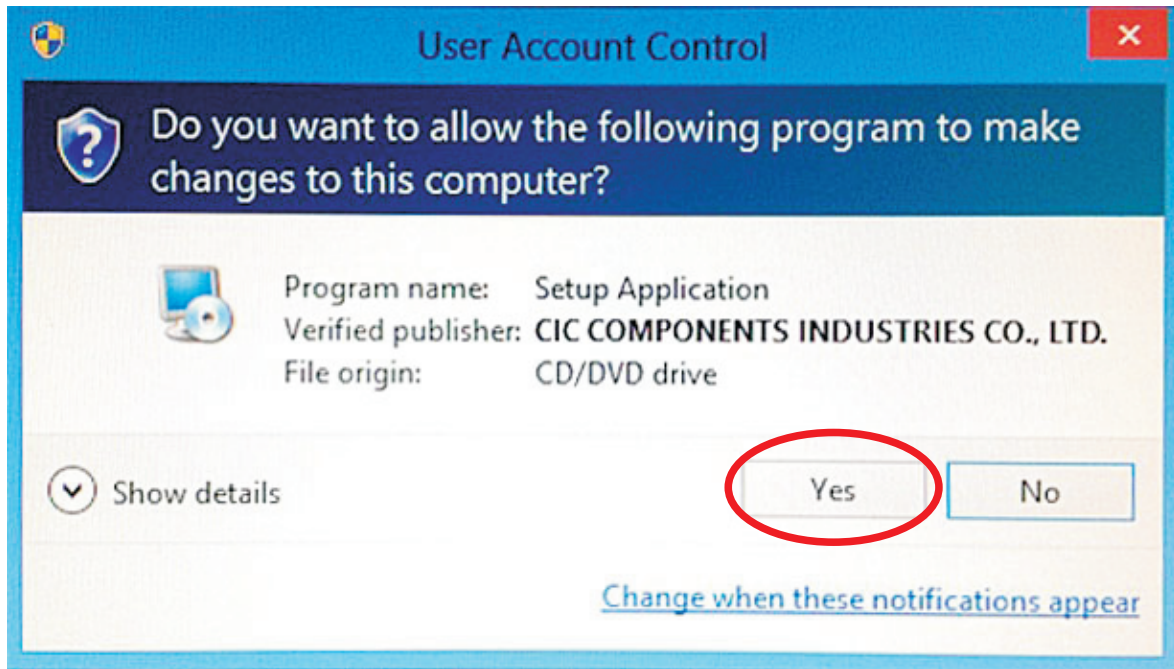 User Account Control
Do you want to allow the following program to make
changes to this computer?
Program name: Setup Application
Verified publisher: CIC COMPONENTS INDUSTRIES CO., LTD.
File origin: CD/DVD drive
Show details
Yes No
Change when these notifications appear